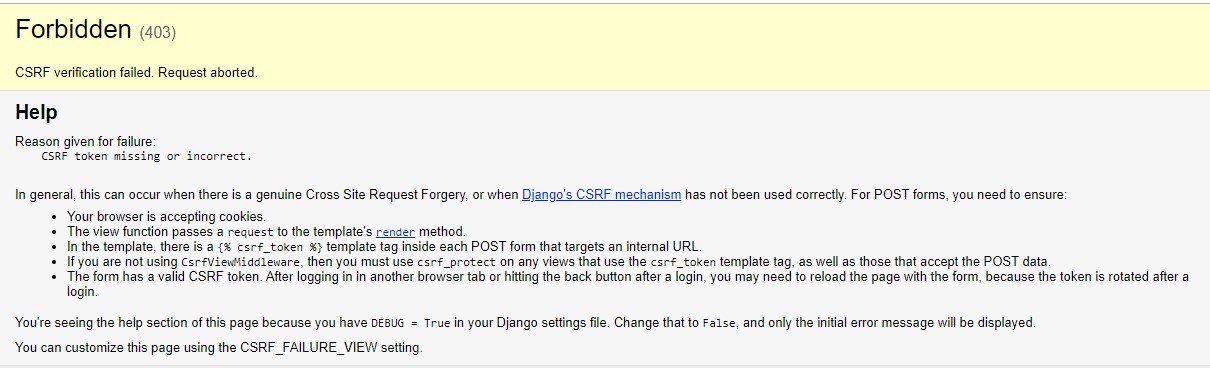 Forbidden (403)
CSRF verification failed. Request aborted.
Help
Reason given for failure:
CSRF token missing or incorrect.
In general, this can occur when there is a genuine Cross Site Request Forgery, or when Django's CSRF mechanism has not been used correctly. For POST forms, you need to ensure:
• Your browser is accepting cookies.
• The view function passes a request to the template's render method.
• In the template, there is a {% csrf_token %} template tag inside each POST form that targets an internal URL.
• If you are not using CsrfViewMiddleware, then you must use csrf_protect on any views that use the csrf_token template tag, as well as those that accept the POST data.
• The form has a valid CSRF token. After logging in in another browser tab or hitting the back button after a login, you may need to reload the page with the form, because the token is rotated after a
login.
You're seeing the help section of this page because you have DEBUG = True in your Django settings file. Change that to False, and only the initial error message will be displayed.
You can customize this page using the CSRF_FAILURE_VIEW setting.